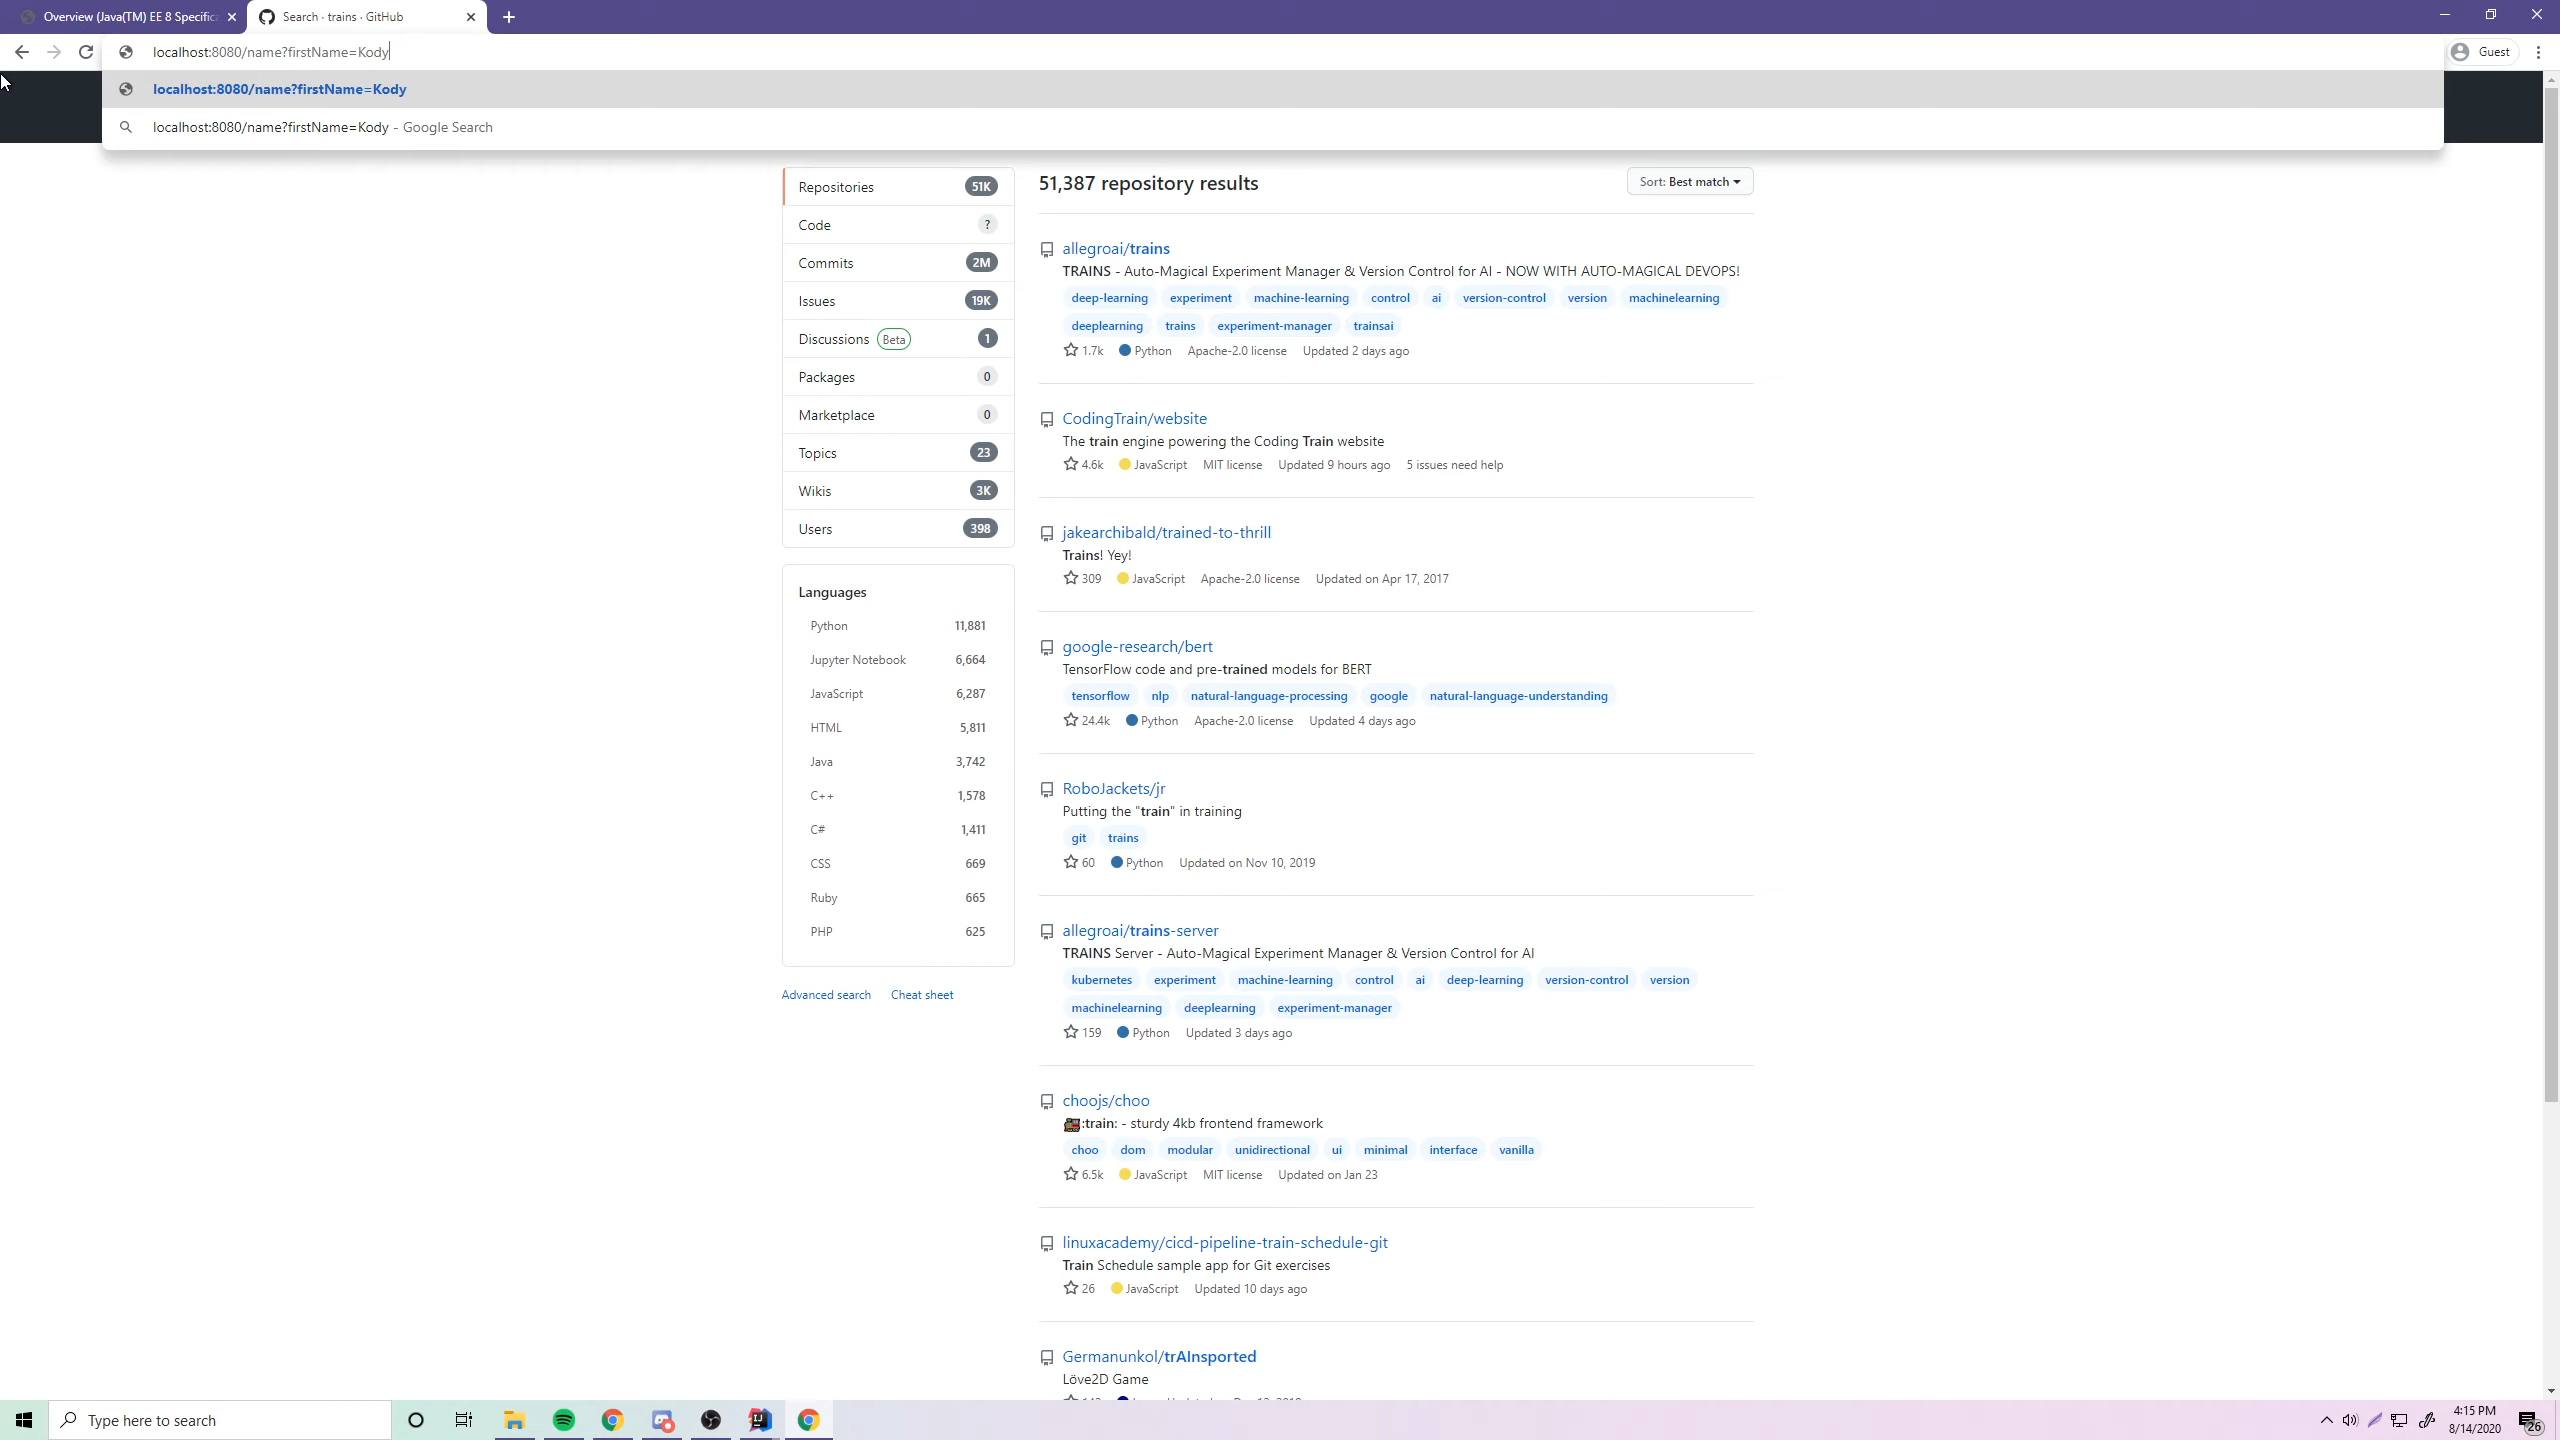 Overview (Java(TM) EE 8 Specific
Search · trains · GitHub
localhost:8080/name?firstName=Kody
Guest
localhost:8080/name?firstName=Kody
localhost:8080/name?firstName=Kody - Google Search
Repositories 51K
Code ?
Commits 2M
Issues 19K
Discussions Beta 1
Packages 0
Marketplace 0
Topics 23
Wikis 3K
Users 398
Languages
Python 11,881
Jupyter Notebook 6,664
JavaScript 6,287
HTML 5,811
Java 3,742
C++ 1,578
C# 1,411
CSS 669
Ruby 665
PHP 625
Advanced search Cheat sheet
51,387 repository results
Sort: Best match
allegroai/trains
TRAINS - Auto-Magical Experiment Manager & Version Control for AI - NOW WITH AUTO-MAGICAL DEVOPS!
deep-learning experiment machine-learning control ai version-control version machinelearning
deeplearning trains experiment-manager trainsai
1.7k Python Apache-2.0 license Updated 2 days ago
CodingTrain/website
The train engine powering the Coding Train website
4.6k JavaScript MIT license Updated 9 hours ago 5 issues need help
jakearchibald/trained-to-thrill
Trains! Yey!
309 JavaScript Apache-2.0 license Updated on Apr 17, 2017
google-research/bert
TensorFlow code and pre-trained models for BERT
tensorflow nlp natural-language-processing google natural-language-understanding
24.4k Python Apache-2.0 license Updated 4 days ago
RoboJackets/jr
Putting the "train" in training
git trains
60 Python Updated on Nov 10, 2019
allegroai/trains-server
TRAINS Server - Auto-Magical Experiment Manager & Version Control for AI
kubernetes experiment machine-learning control ai deep-learning version-control version
machinelearning deeplearning experiment-manager
159 Python Updated 3 days ago
choojs/choo
:train: - sturdy 4kb frontend framework
choo dom modular unidirectional ui minimal interface vanilla
6.5k JavaScript MIT license Updated on Jan 23
linuxacademy/cicd-pipeline-train-schedule-git
Train Schedule sample app for Git exercises
26 JavaScript Updated 10 days ago
Germanunkol/trAInsported
Löve2D Game
Type here to search
4:15 PM
8/14/2020
26